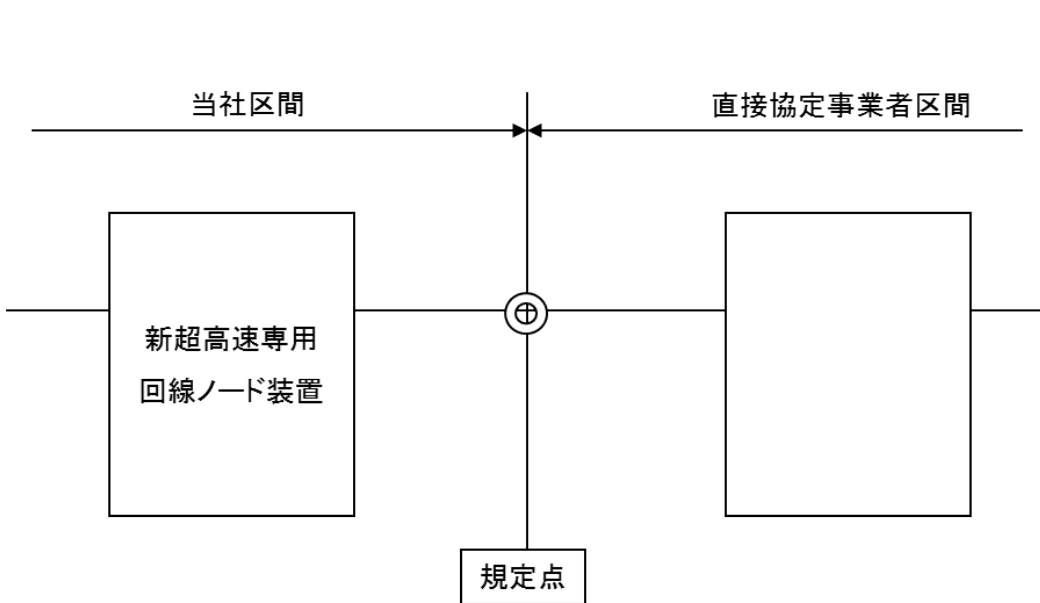 当社区間
直接協定事業者区間
新超高速専用
回線ノード装置
規定点